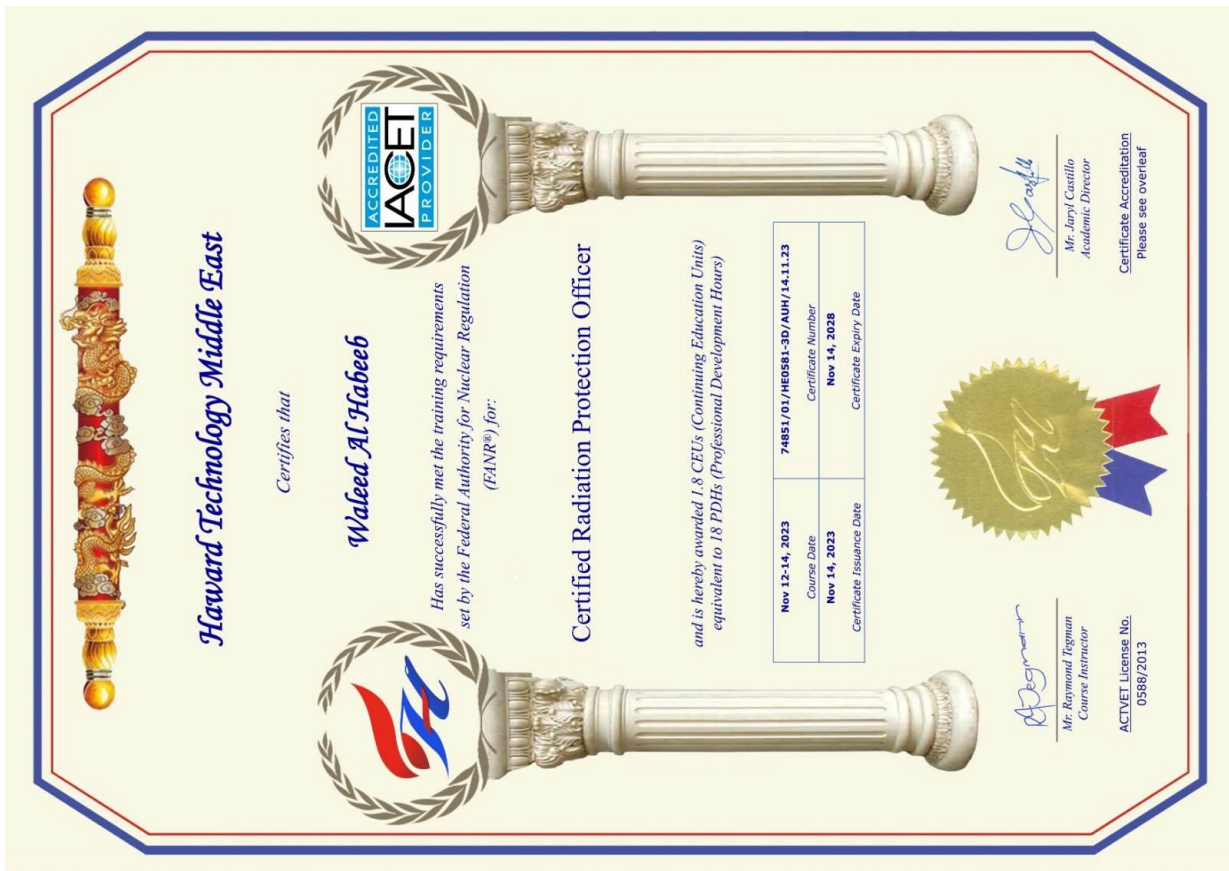 Haward Technology Middle East
Certifies that
ACCREDITED
IACET
PROVIDER
Waleed Al Habeeb
Has successfully met the training requirements
set by the Federal Authority for Nuclear Regulation
(FANR®) for:
Certified Radiation Protection Officer
and is hereby awarded 1.8 CEUs (Continuing Education Units)
equivalent to 18 PDHs (Professional Development Hours)
Nov 12-14, 2023 74851/01/HE0581-3D/AUH/14.11.23
Course Date Certificate Number
Nov 14, 2023 Nov 14, 2028
Certificate Issuance Date Certificate Expiry Date
Mr. Raymond Tegman
Course Instructor
Mr. Jaryl Castillo
Academic Director
ACTVET License No.
0588/2013
Certificate Accreditation
Please see overleaf